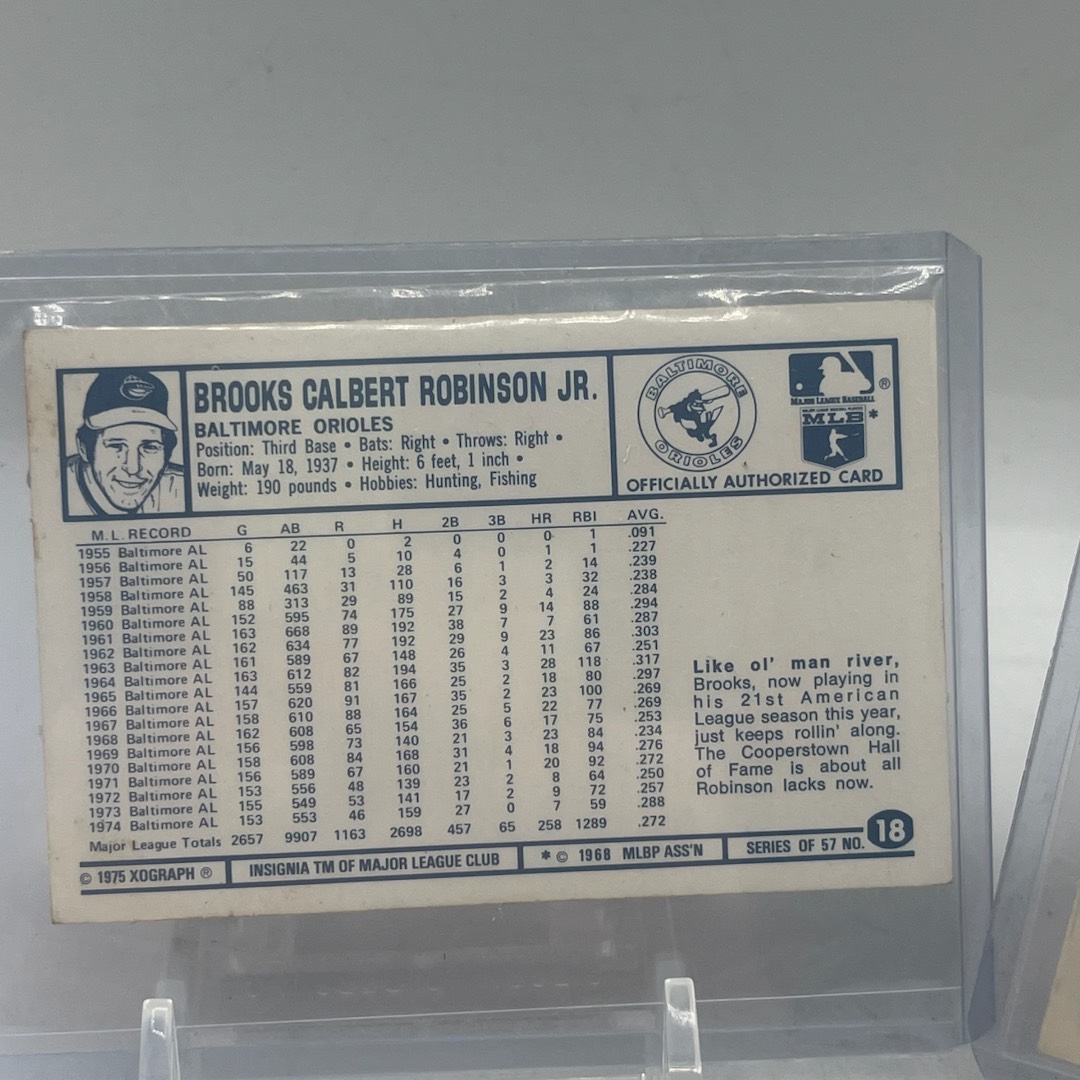 BROOKS CALBERT ROBINSON JR.
BALTIMORE ORIOLES
Position: Third Base • Bats: Right • Throws: Right •
Born: May 18, 1937 • Height: 6 feet, 1 inch •
Weight: 190 pounds • Hobbies: Hunting, Fishing
BALTIMORE
ORIOLES
MAJOR LEAGUE BASEBALL ®
MLB *
OFFICIALLY AUTHORIZED CARD
M.L. RECORD G AB R H 2B 3B HR RBI AVG.
1955 Baltimore AL 6 22 0 2 0 0 0 1 .091
1956 Baltimore AL 15 44 5 10 4 0 1 1 .227
1957 Baltimore AL 50 117 13 28 6 1 2 14 .239
1958 Baltimore AL 145 463 31 110 16 3 3 32 .238
1959 Baltimore AL 88 313 29 89 15 2 4 24 .284
1960 Baltimore AL 152 595 74 175 27 9 14 88 .294
1961 Baltimore AL 163 668 89 192 38 7 7 61 .287
1962 Baltimore AL 162 634 77 192 29 9 23 86 .303
1963 Baltimore AL 161 589 67 148 26 4 11 67 .251
1964 Baltimore AL 163 612 82 194 35 3 28 118 .317
1965 Baltimore AL 144 559 81 166 25 2 18 80 .297
1966 Baltimore AL 157 620 91 167 35 2 23 100 .269
1967 Baltimore AL 158 610 88 164 25 5 22 77 .269
1968 Baltimore AL 162 608 65 154 36 6 17 75 .253
1969 Baltimore AL 156 598 73 140 21 3 23 84 .234
1970 Baltimore AL 158 608 84 168 31 4 18 94 .276
1971 Baltimore AL 156 589 67 160 21 1 20 92 .272
1972 Baltimore AL 153 556 48 139 23 2 8 64 .250
1973 Baltimore AL 155 549 53 141 17 2 9 72 .257
1974 Baltimore AL 153 553 46 159 27 0 7 59 .288
Major League Totals 2657 9907 1163 2698 457 65 258 1289 .272
Like ol' man river,
Brooks, now playing in
his 21st American
League season this year,
just keeps rollin' along.
The Cooperstown Hall
of Fame is about all
Robinson lacks now.
© 1975 XOGRAPH ®
INSIGNIA TM OF MAJOR LEAGUE CLUB
* © 1968 MLBP ASS'N
SERIES OF 57 NO. 18